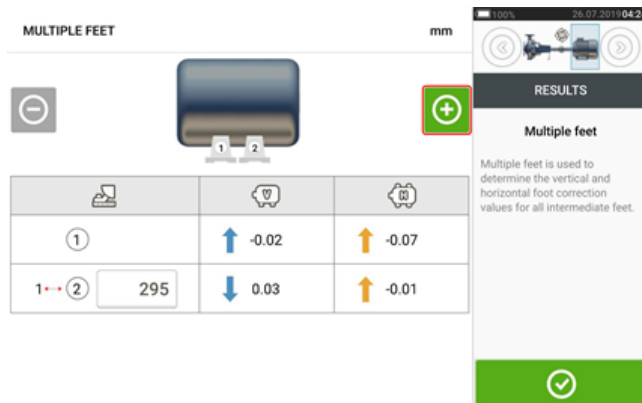 MULTIPLE FEET
mm
1
2
V
H
1
-0.02
-0.07
1 2
295
0.03
-0.01
100%
26.07.2019 04:2
RESULTS
Multiple feet
Multiple feet is used to
determine the vertical and
horizontal foot correction
values for all intermediate feet.